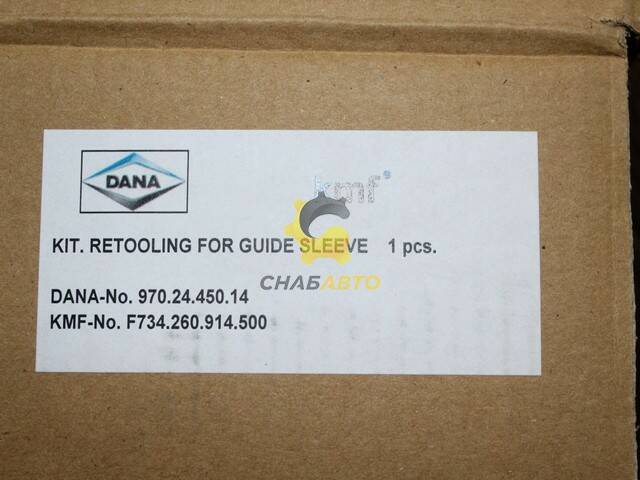 DANA
kmf
KIT. RETOOLING FOR GUIDE SLEEVE 1 pcs.
СНАБАВТО
DANA-No. 970.24.450.14
KMF-No. F734.260.914.500